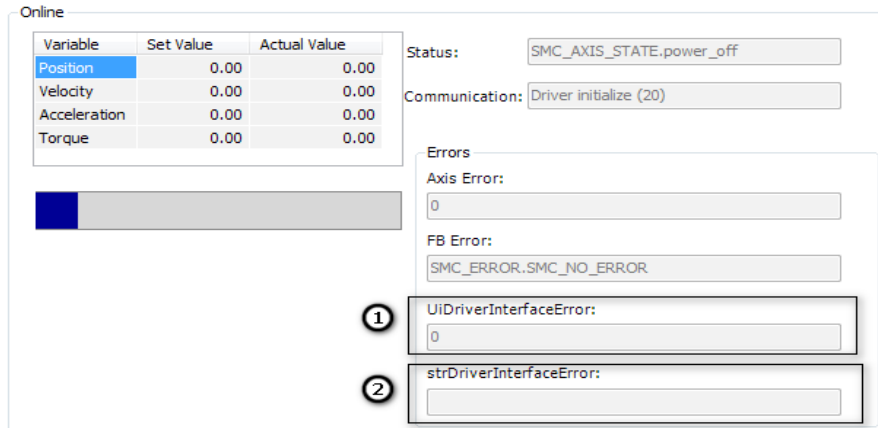 Online
Variable Set Value Actual Value
Position 0.00 0.00
Velocity 0.00 0.00
Acceleration 0.00 0.00
Torque 0.00 0.00
Status: SMC_AXIS_STATE.power_off
Communication: Driver initialize (20)
Errors
Axis Error:
0
FB Error:
SMC_ERROR.SMC_NO_ERROR
1
UiDriverInterfaceError:
0
2
strDriverInterfaceError: